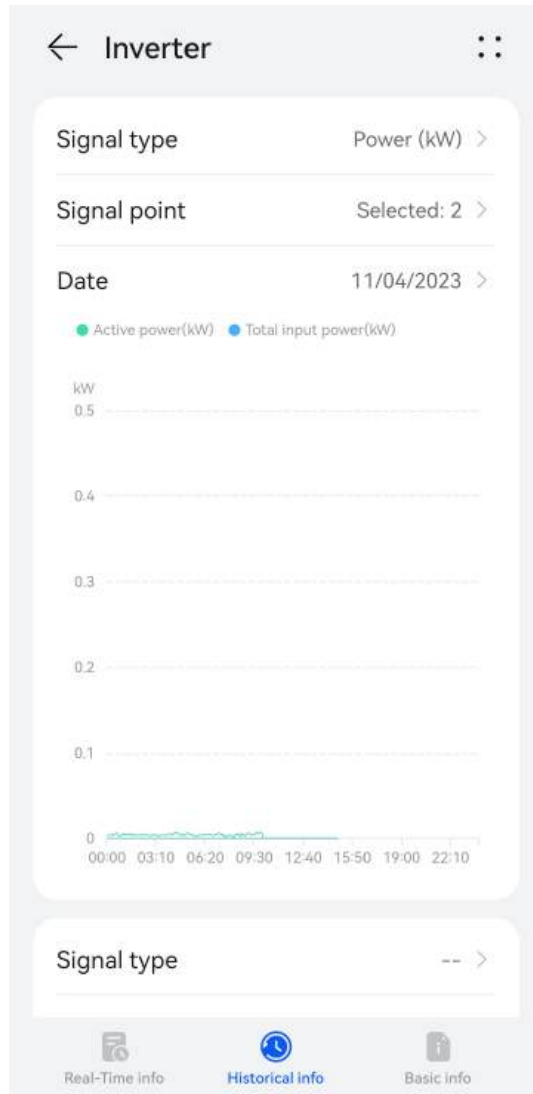 Inverter
Signal type Power (kW)
Signal point Selected: 2
Date 11/04/2023
Active power(kW) Total input power(kW)
kW
0.5
0.4
0.3
0.2
0.1
0
00:00 03:10 06:20 09:30 12:40 15:50 19:00 22:10
Signal type --
Real-Time info Historical info Basic info